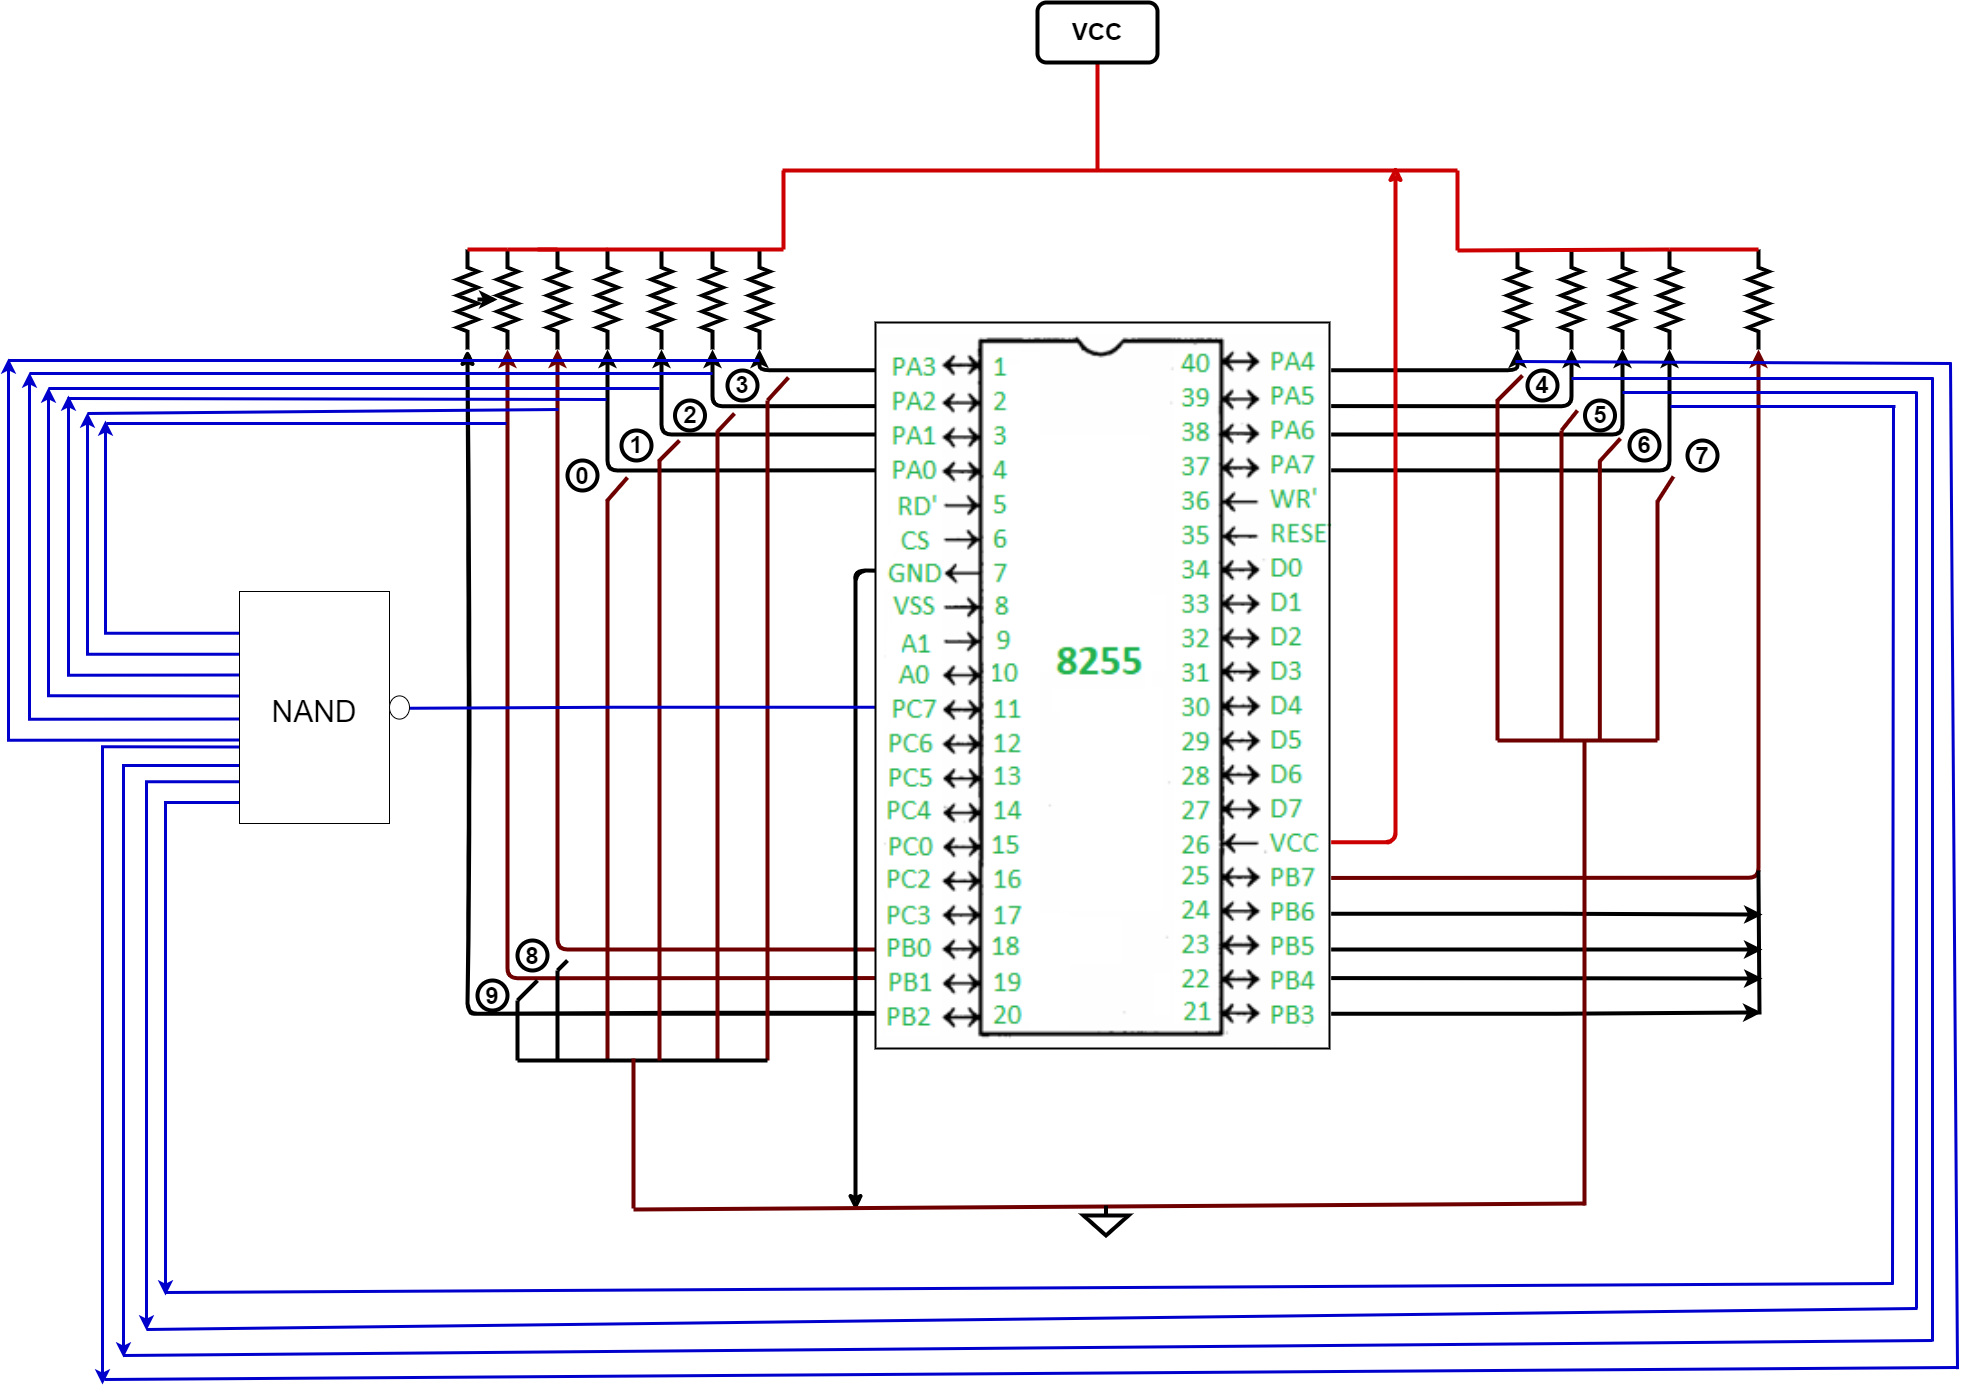 VCC
3
2
1
0
4
5
6
7
PA3 1 40 PA4
PA2 2 39 PA5
PA1 3 38 PA6
PA0 4 37 PA7
RD' 5 36 WR'
CS 6 35 RESE
GND 7 34 D0
VSS 8 33 D1
A1 9 32 D2
A0 10 31 D3
PC7 11 30 D4
PC6 12 29 D5
PC5 13 28 D6
PC4 14 27 D7
PC0 15 26 VCC
PC2 16 25 PB7
PC3 17 24 PB6
PB0 18 23 PB5
PB1 19 22 PB4
PB2 20 21 PB3
8255
NAND
8
9